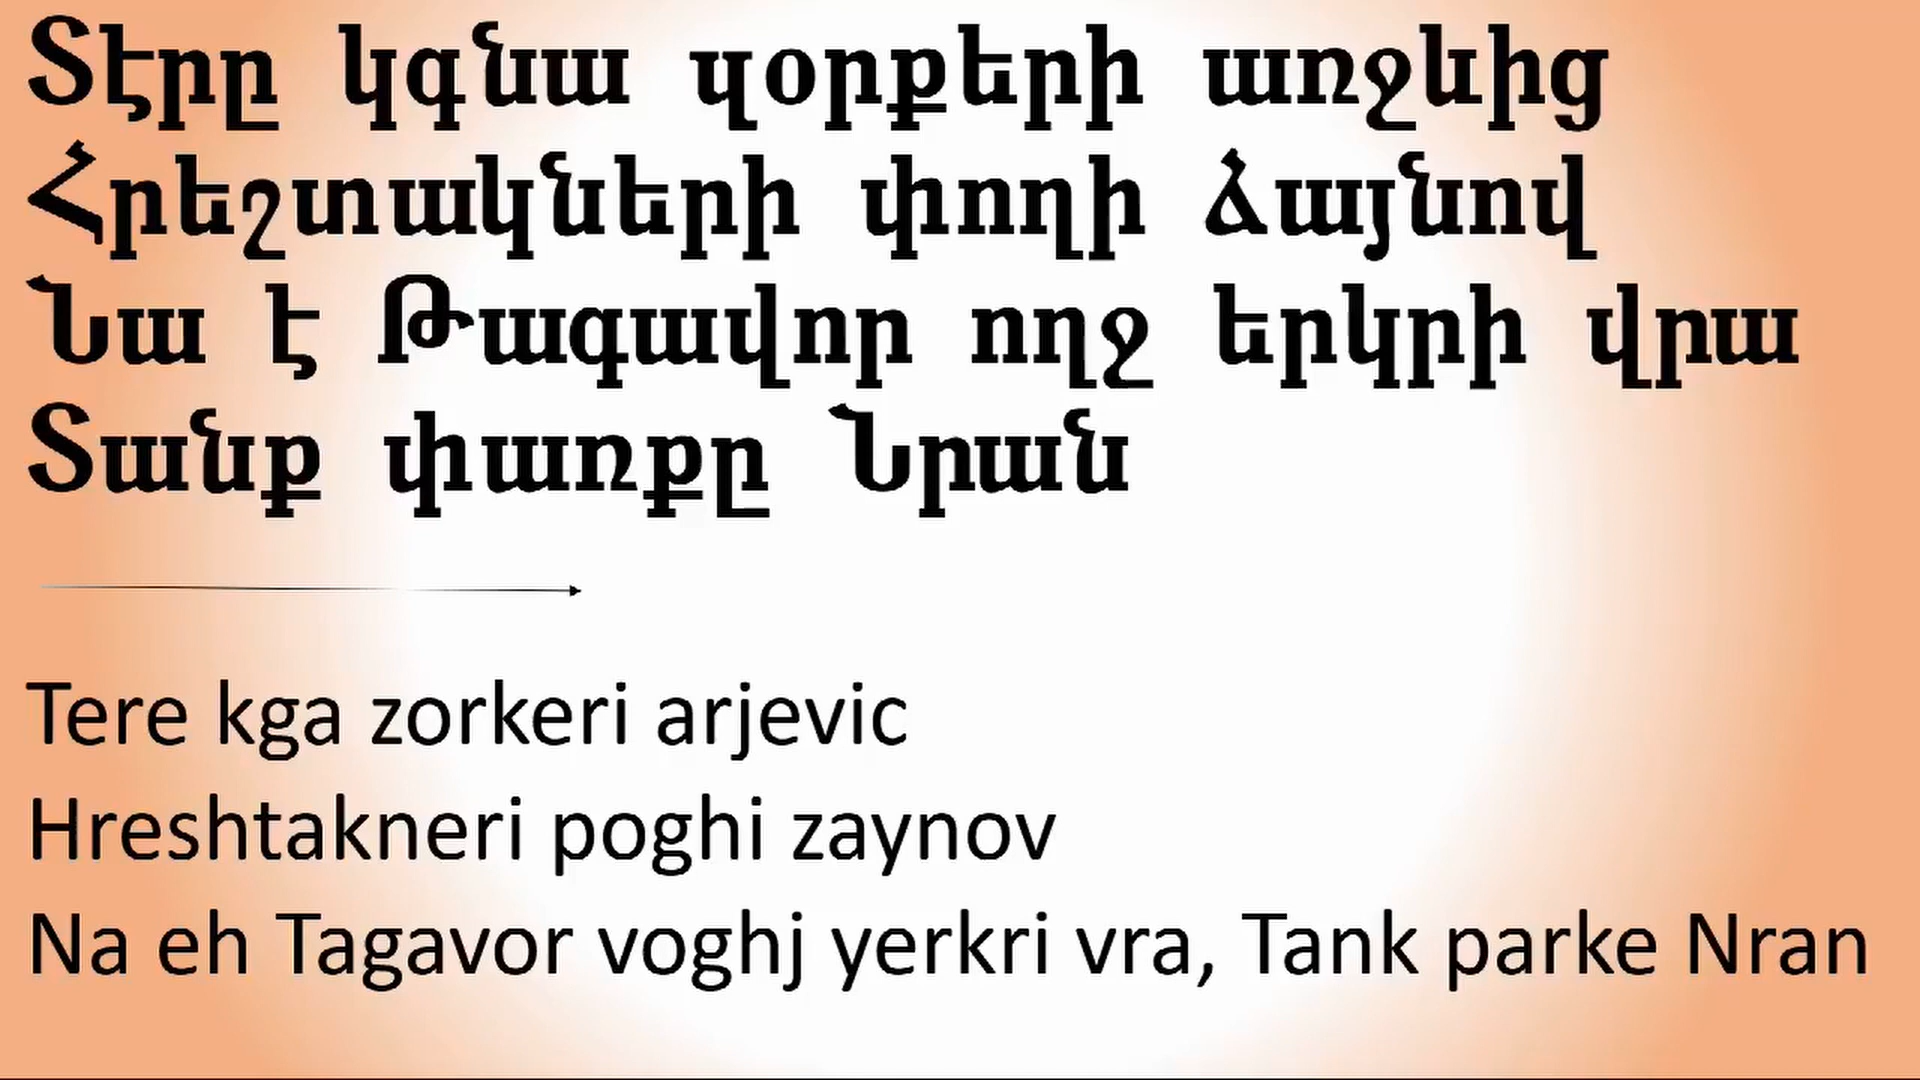 Տէրը կգնա զօրքերի առջևից
Հրեշտակների փողի ձայնով
Նա է Թագավոր ողջ երկրի վրա
Տանք փառքը Նրան
Tere kga zorkeri arjevic
Hreshtakneri poghi zaynov
Na eh Tagavor voghj yerkri vra, Tank parke Nran